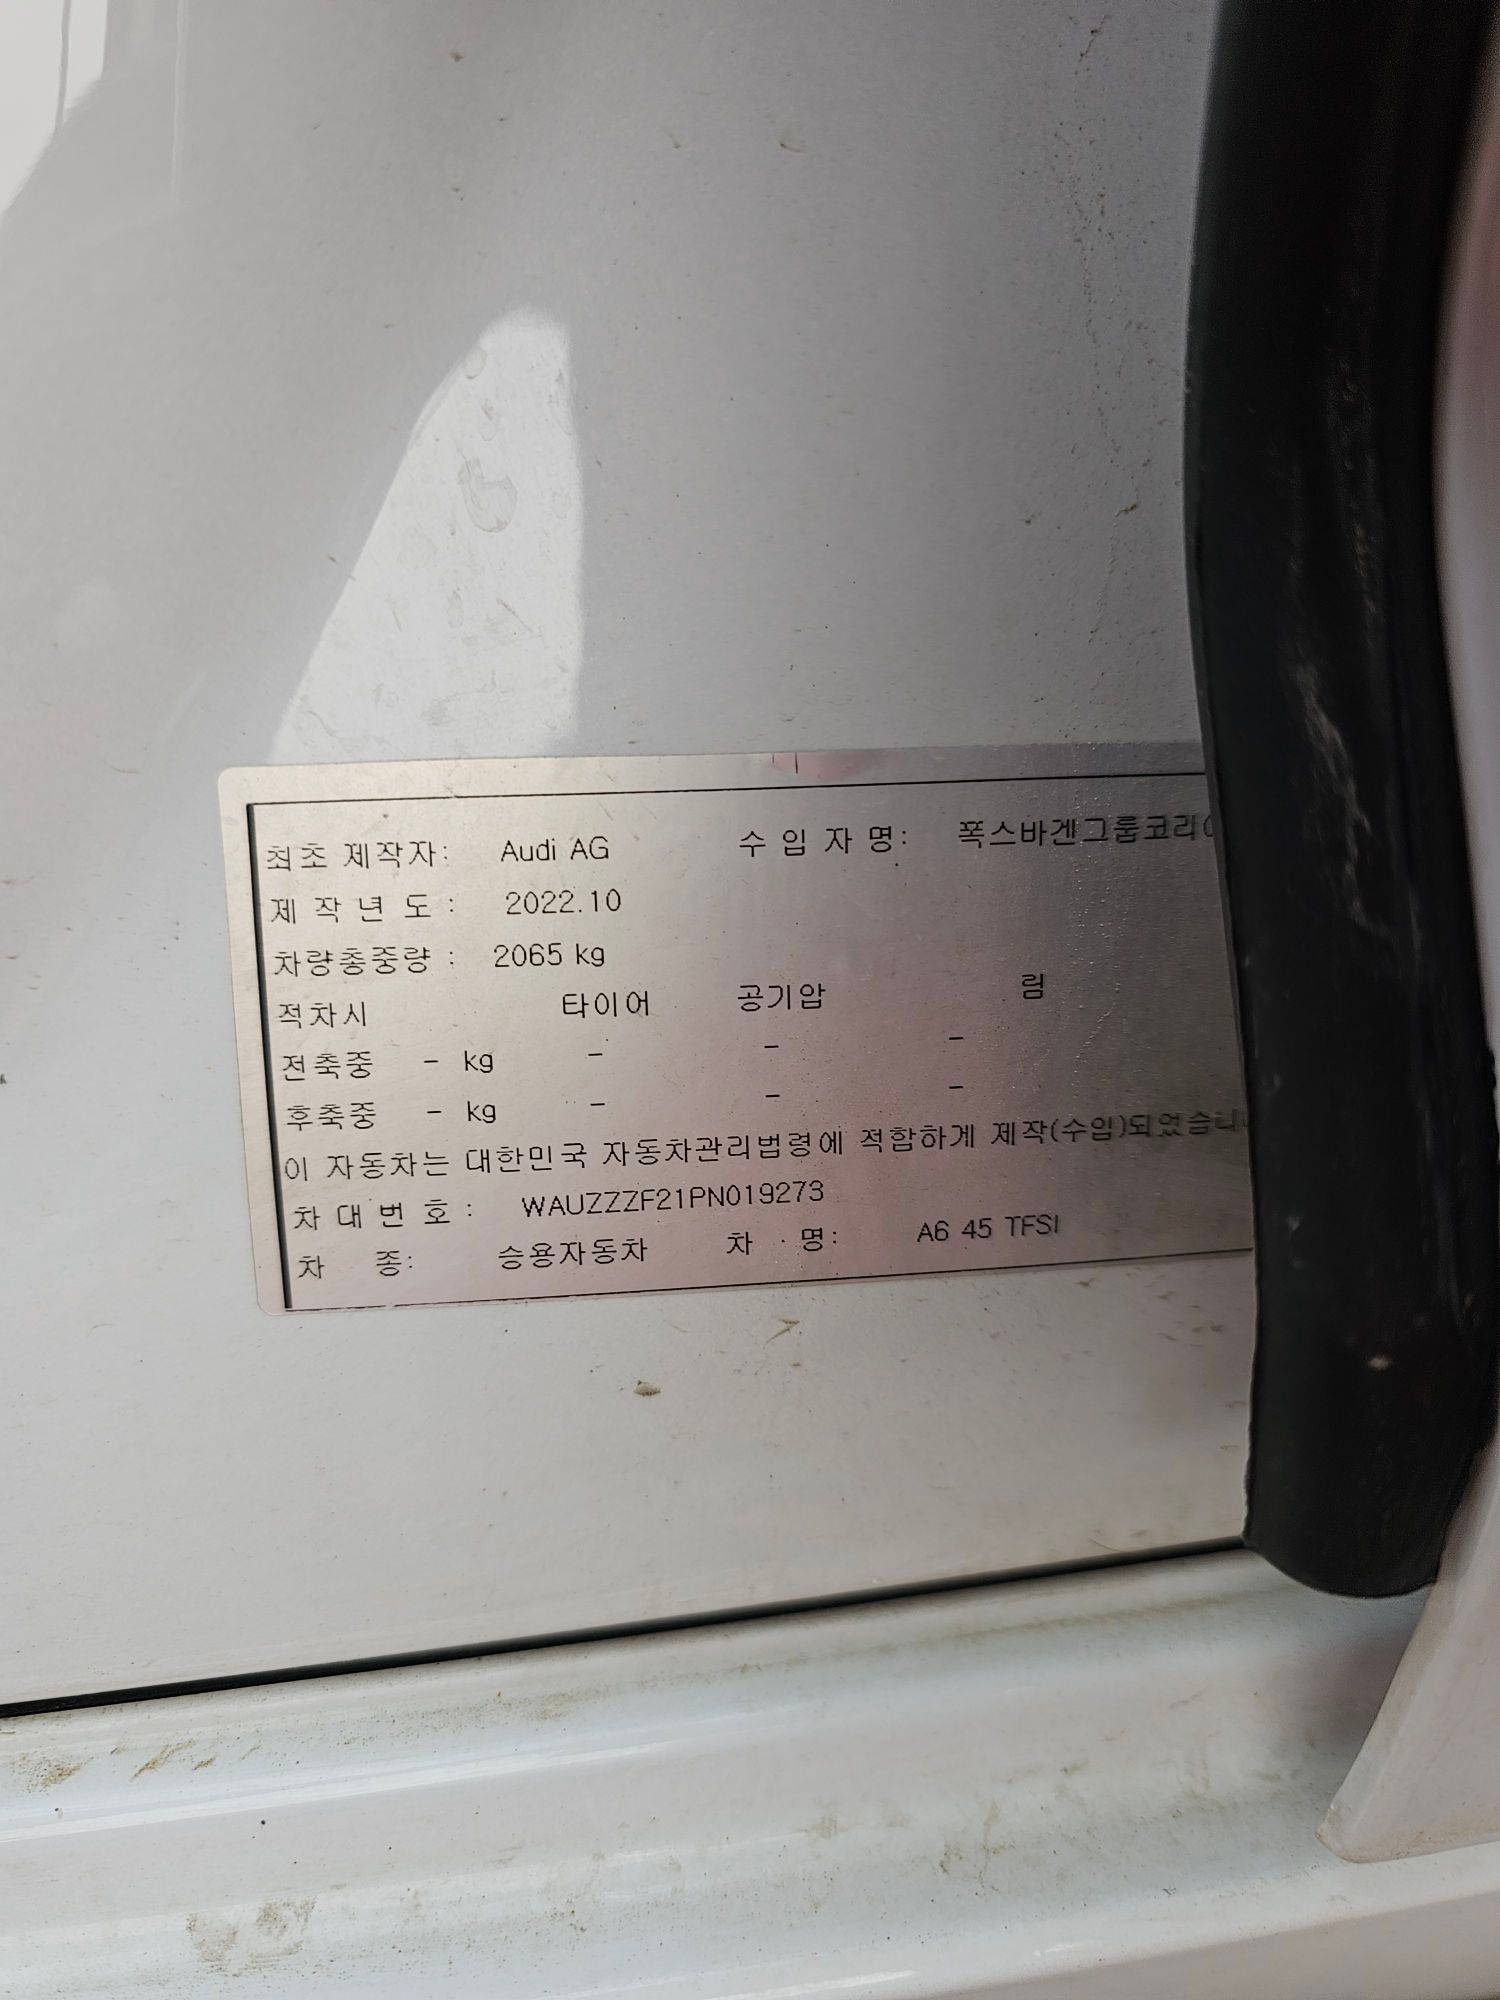 최초 제작자: Audi AG 수 입 자 명: 폭스바겐그룹코리
제 작 년 도 : 2022.10
차량총중량 : 2065 kg
적차시 타이어 공기압 림
전축중 - kg - - -
후축중 - kg - - -
이 자동차는 대한민국 자동차관리법령에 적합하게 제작(수입)되었습니
차 대 번 호 : WAUZZZF21PN019273
차 종: 승용자동차 차 명: A6 45 TFSI